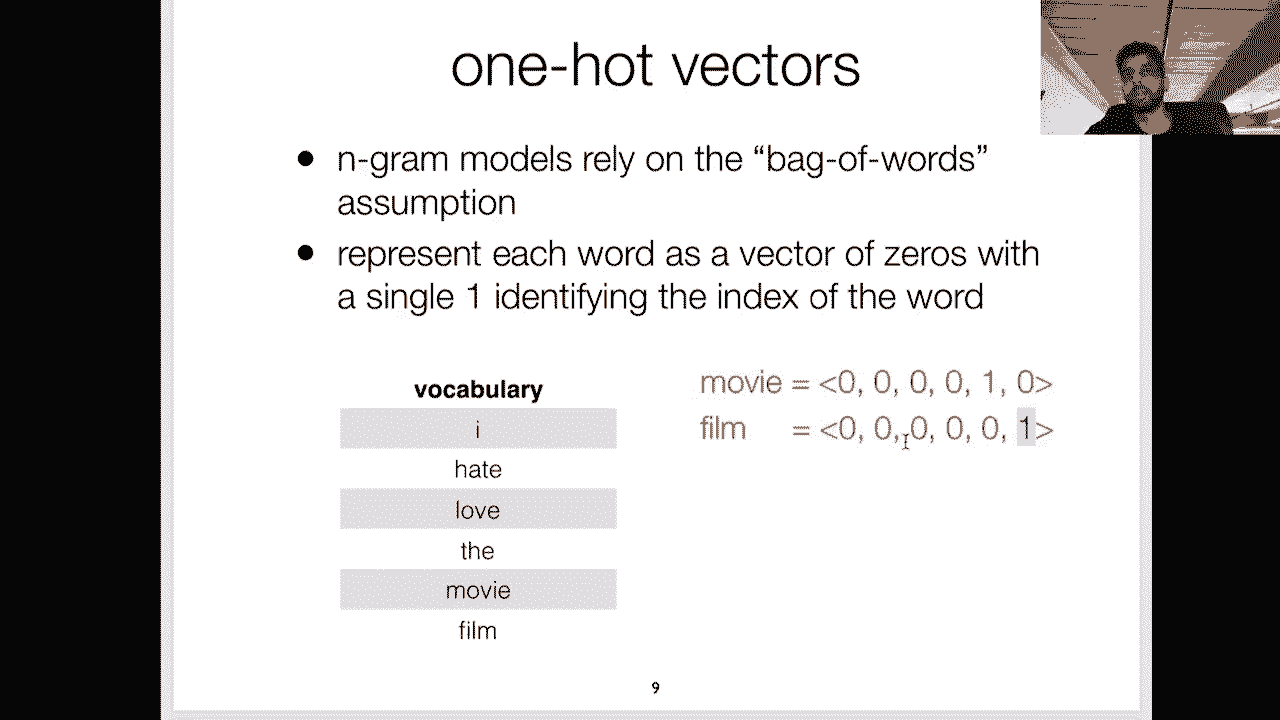 one-hot vectors
● n-gram models rely on the “bag-of-words”
assumption
● represent each word as a vector of zeros with
a single 1 identifying the index of the word
vocabulary
i
hate
love
the
movie
film
movie = <0, 0, 0, 0, 1, 0>
film = <0, 0, 0, 0, 0, 1>
9